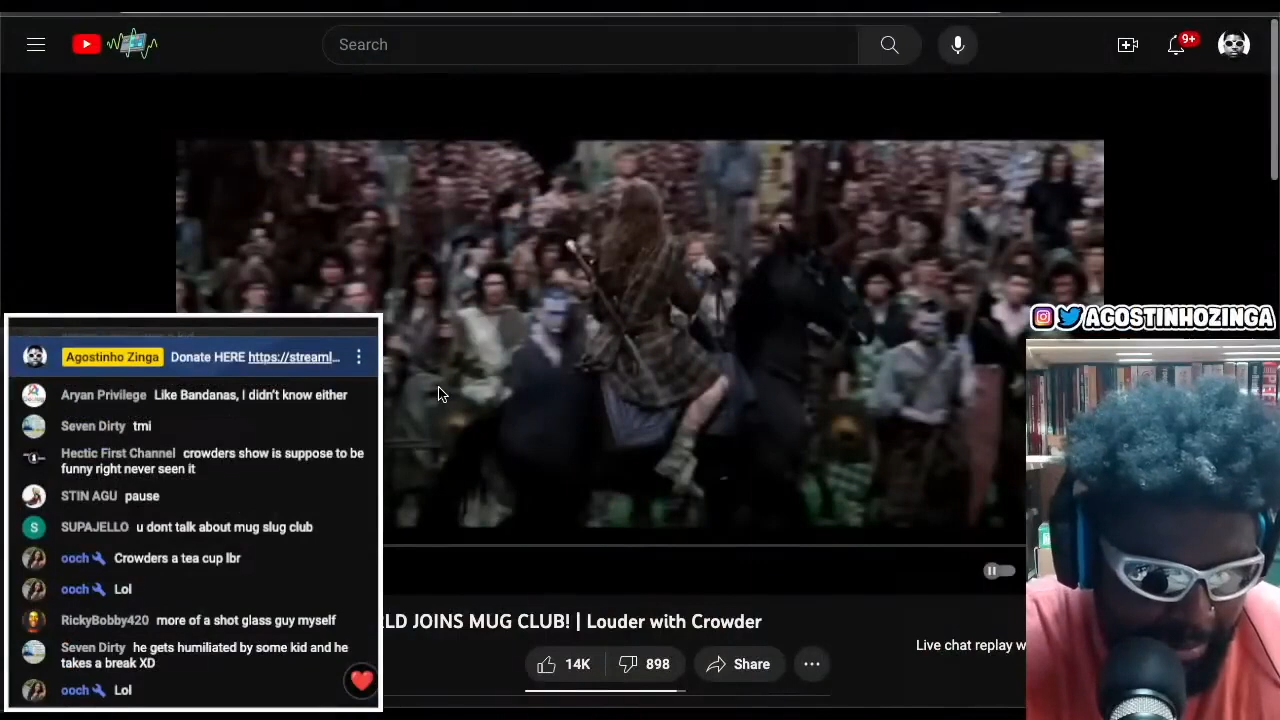 Search
9+
Agostinho Zinga Donate HERE https://streaml...
Aryan Privilege Like Bandanas, I didn't know either
Seven Dirty tmi
Hectic First Channel crowders show is suppose to be
funny right never seen it
STIN AGU pause
S SUPAJELLO u dont talk about mug slug club
ooch Crowders a tea cup lbr
ooch Lol
RickyBobby420 more of a shot glass guy myself
Seven Dirty he gets humiliated by some kid and he
takes a break XD
ooch Lol
@AGOSTINHOZINGA
LD JOINS MUG CLUB! | Louder with Crowder
14K 898 Share
Live chat replay w